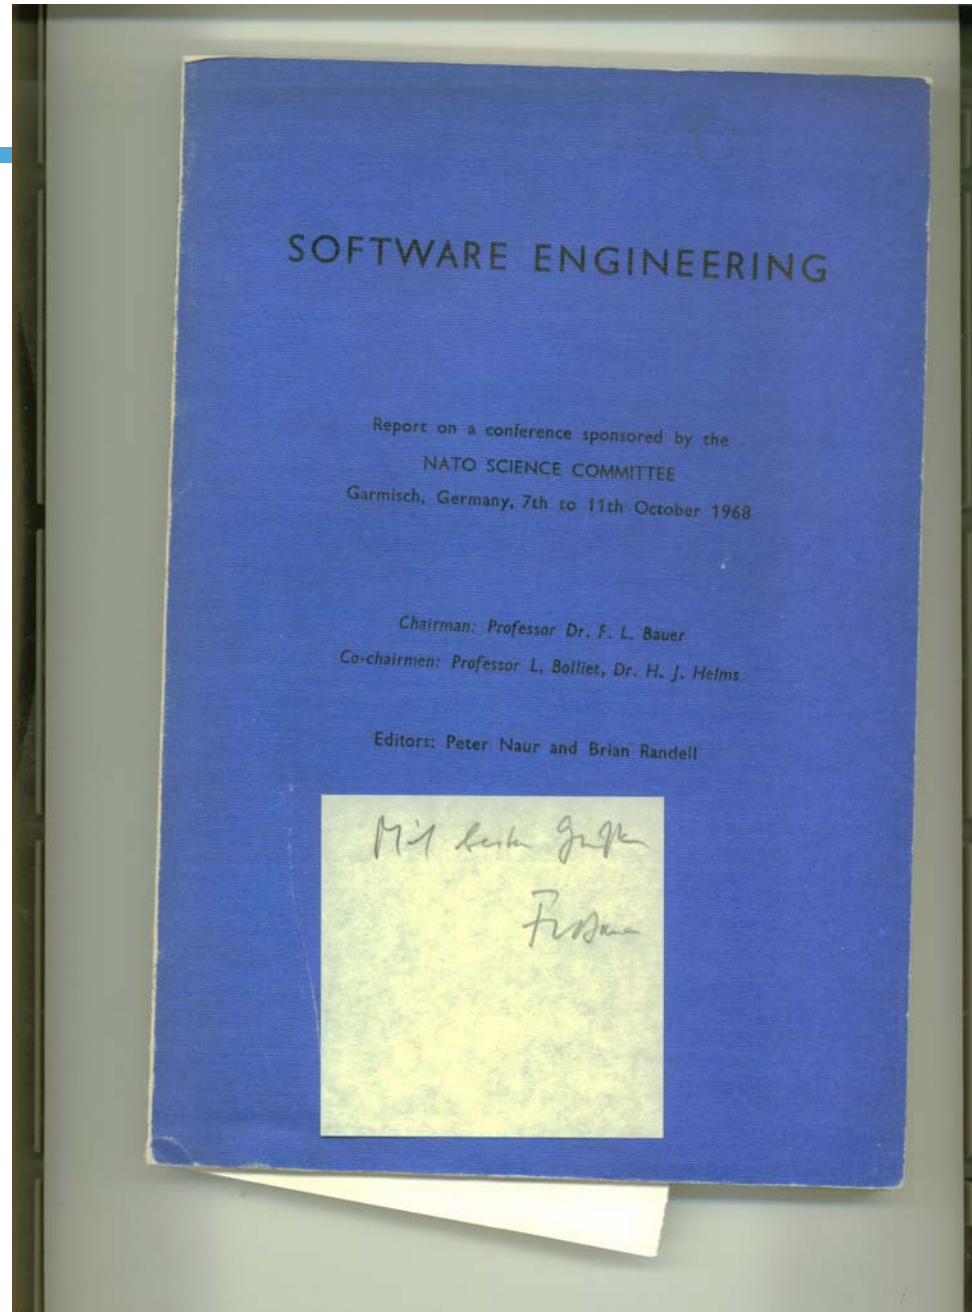 SOFTWARE ENGINEERING
Report on a conference sponsored by the
NATO SCIENCE COMMITTEE
Garmisch, Germany, 7th to 11th October 1968
Chairman: Professor Dr. F. L. Bauer
Co-chairmen: Professor L. Bolliet, Dr. H. J. Helms
Editors: Peter Naur and Brian Randell
Mit besten Grüßen
FLBauer